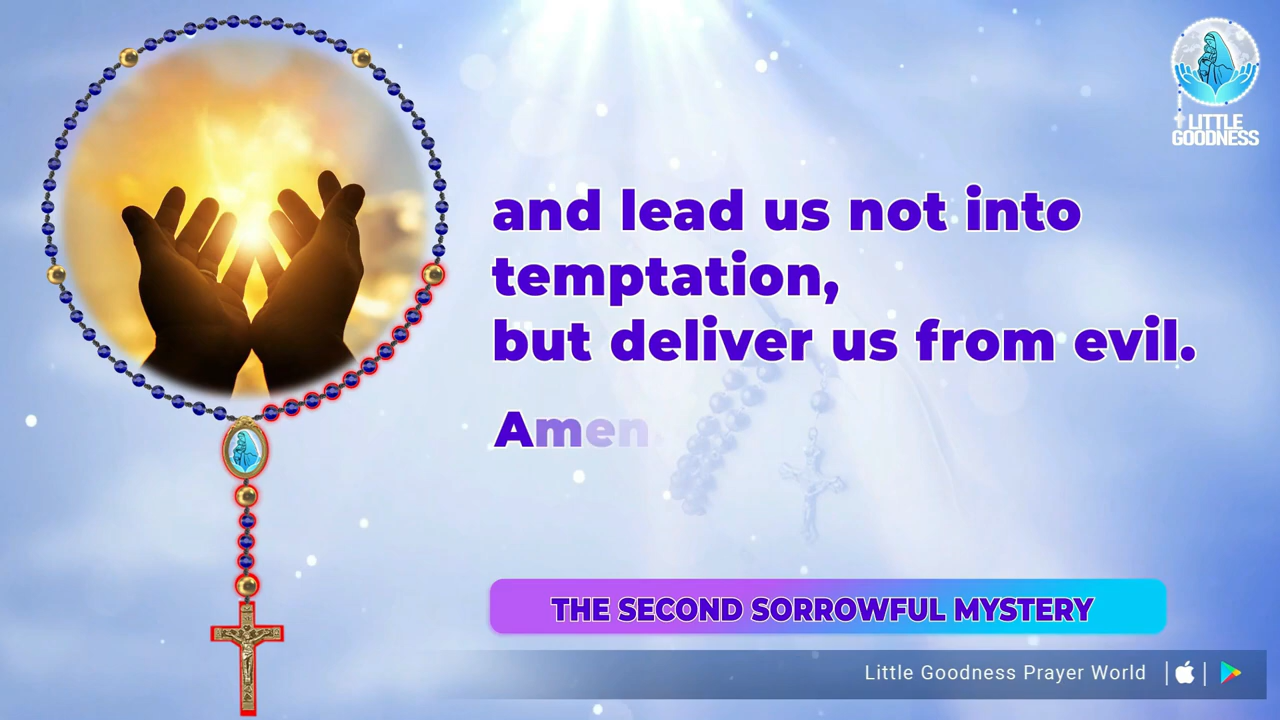 LITTLE
GOODNESS
and lead us not into
temptation,
but deliver us from evil.
Amen.
THE SECOND SORROWFUL MYSTERY
Little Goodness Prayer World